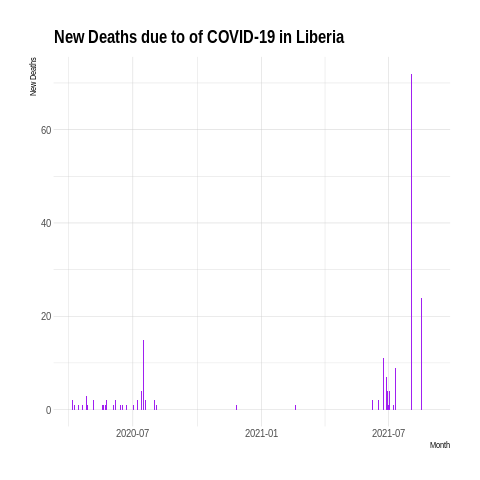 New Deaths due to of COVID-19 in Liberia
New Deaths
60
40
20
0
2020-07
2021-01
2021-07
Month